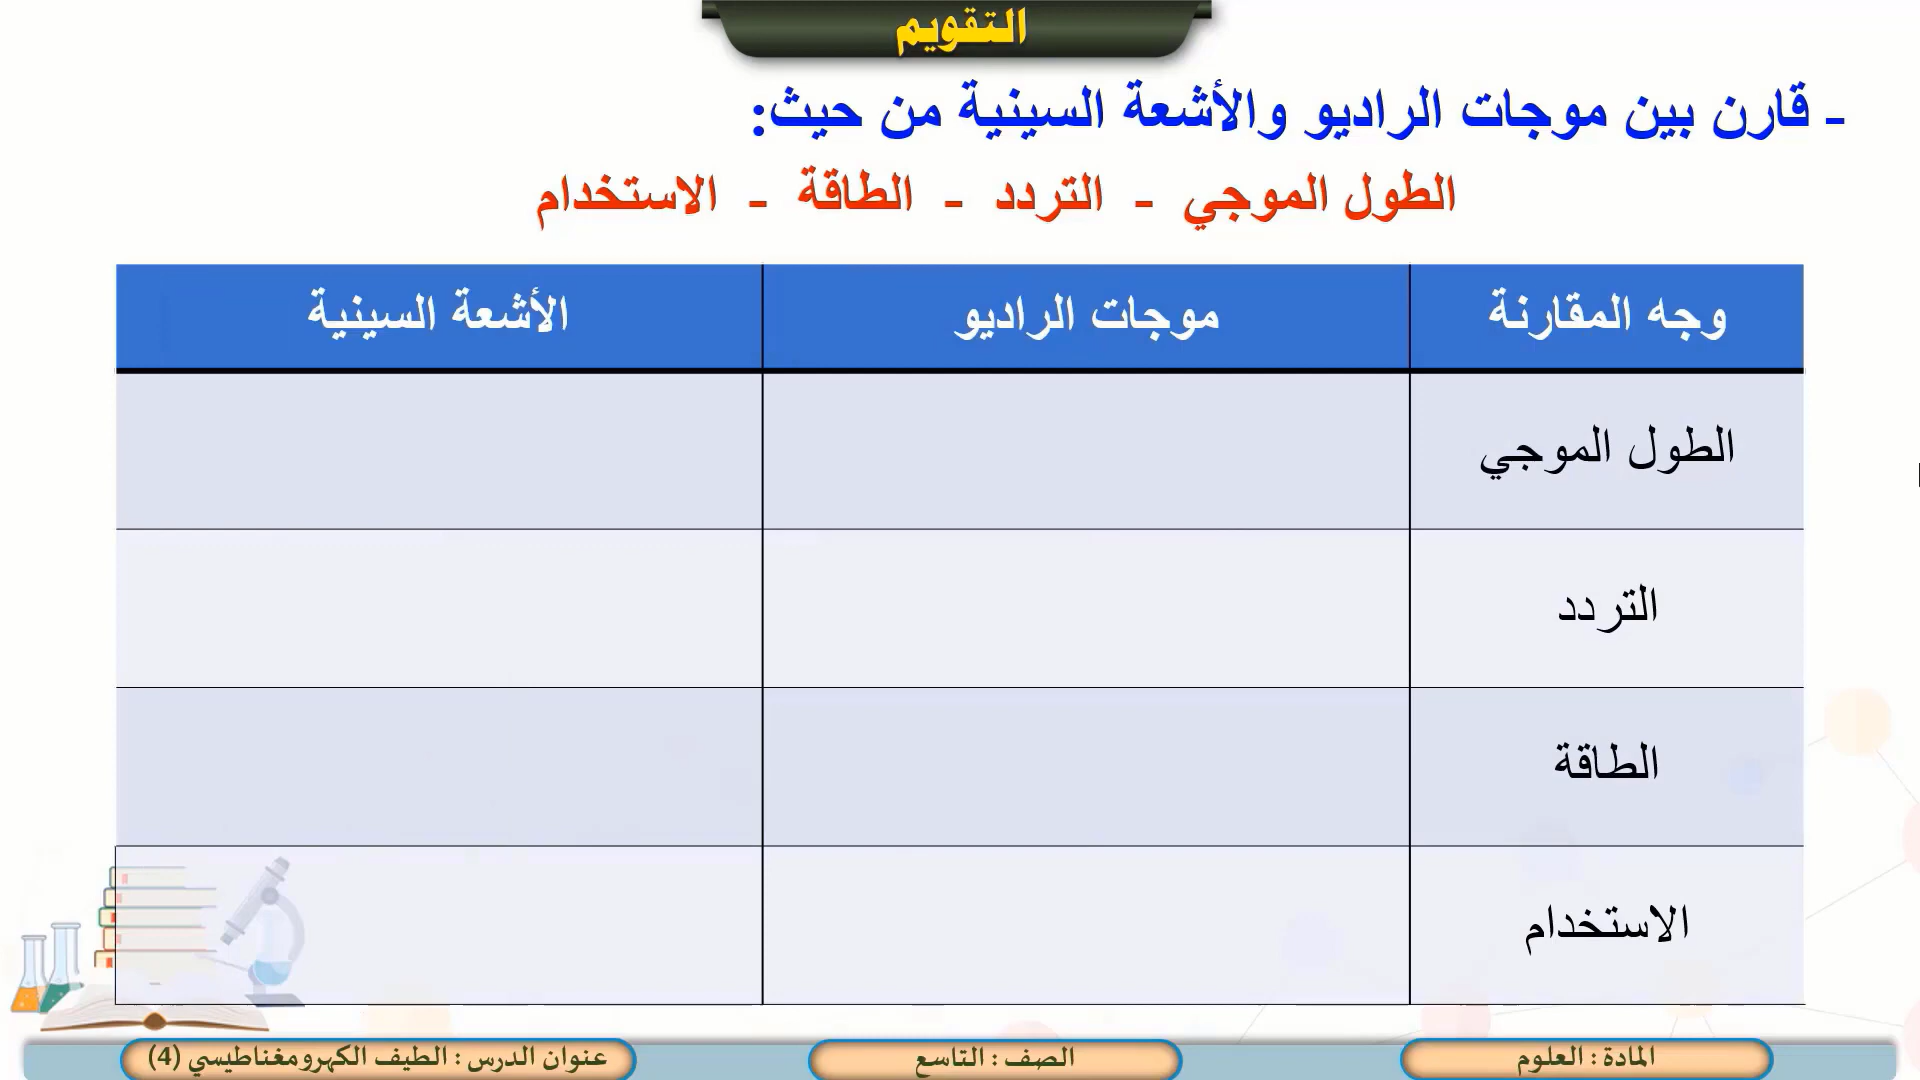 التقويم
- قارن بين موجات الراديو والأشعة السينية من حيث:
الطول الموجي - التردد - الطاقة - الاستخدام
وجه المقارنة موجات الراديو الأشعة السينية
الطول الموجي
التردد
الطاقة
الاستخدام
المادة : العلوم الصف : التاسع عنوان الدرس : الطيف الكهرومغناطيسي (4)